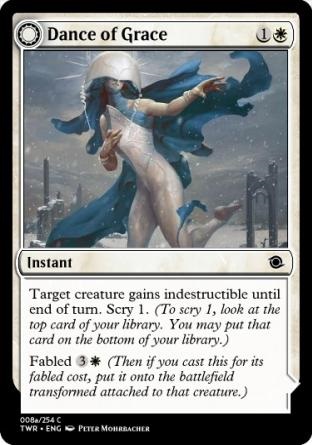 Dance of Grace 1
Instant
Target creature gains indestructible until
end of turn. Scry 1. (To scry 1, look at the
top card of your library. You may put that
card on the bottom of your library.)
Fabled 3 (Then if you cast this for its
fabled cost, put it onto the battlefield
transformed attached to that creature.)
008a/254 C
TWR • ENG Peter Mohrbacher